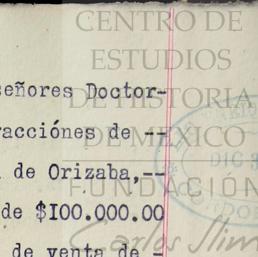 CENTRO DE
ESTUDIOS
señores Doctor-
DE HISTORIA
racciónes de --
DE MÉXICO
de Orizaba,--
FUNDACIÓN
de $I00.000.00
Carlos Slim
de venta de -